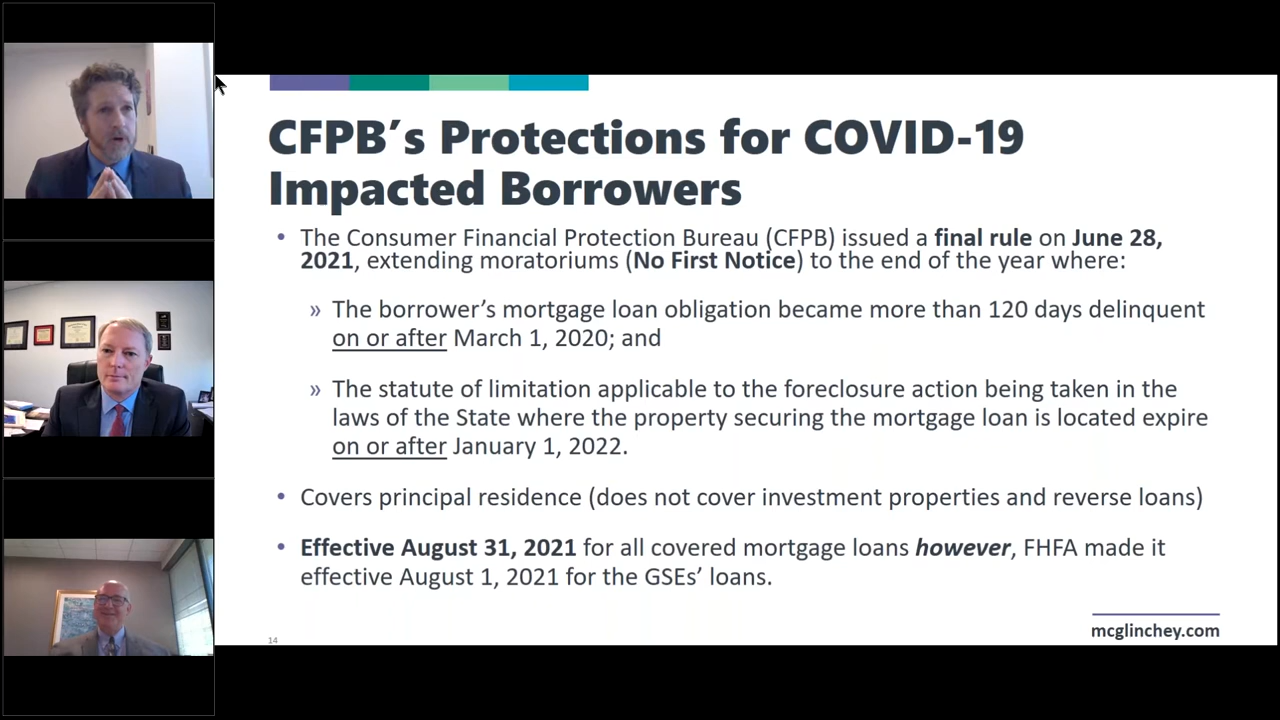 CFPB´s Protections for COVID-19
Impacted Borrowers
• The Consumer Financial Protection Bureau (CFPB) issued a final rule on June 28,
2021, extending moratoriums (No First Notice) to the end of the year where:
» The borrower’s mortgage loan obligation became more than 120 days delinquent
on or after March 1, 2020; and
» The statute of limitation applicable to the foreclosure action being taken in the
laws of the State where the property securing the mortgage loan is located expire
on or after January 1, 2022.
• Covers principal residence (does not cover investment properties and reverse loans)
• Effective August 31, 2021 for all covered mortgage loans however, FHFA made it
effective August 1, 2021 for the GSEs’ loans.
14
mcglinchey.com